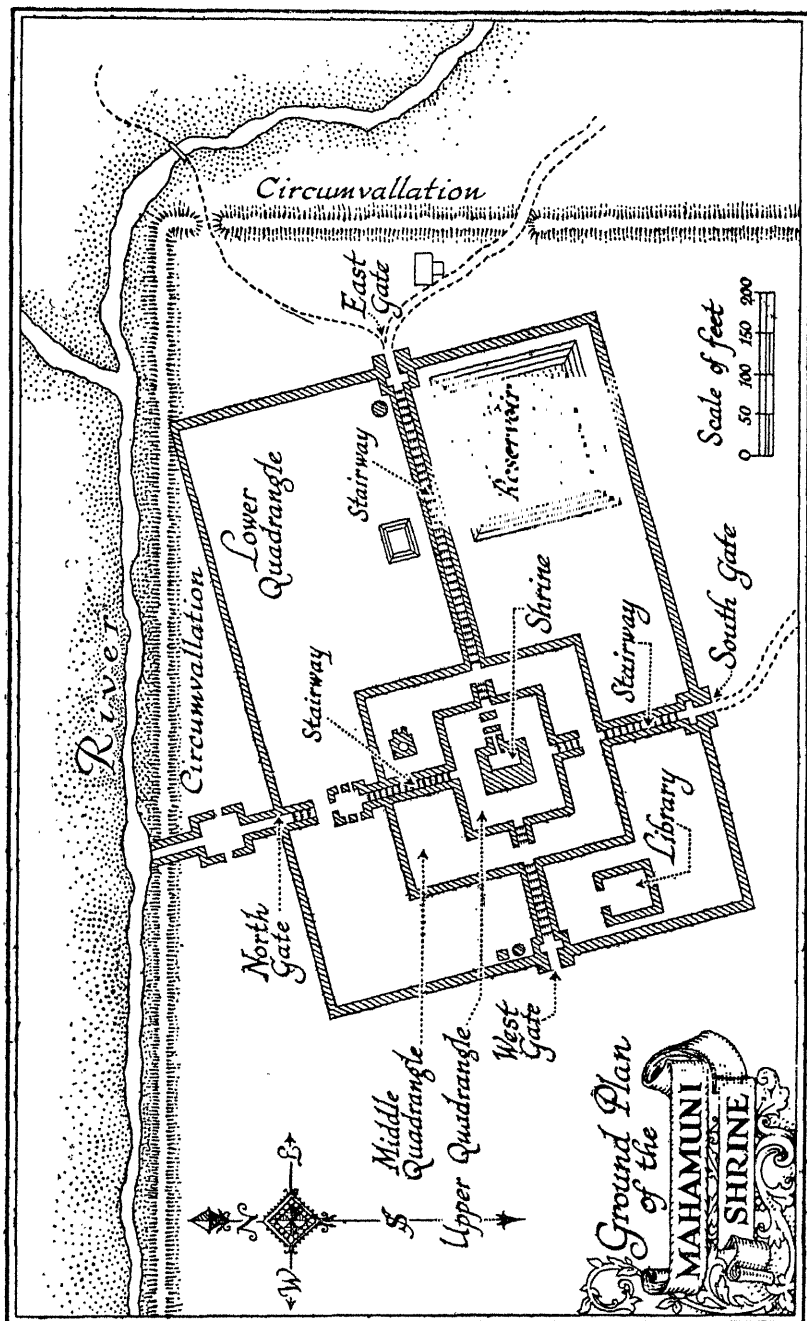 Ground Plan
of the
MAHAMUNI
SHRINE
N
W
E
S
River
Circumvallation
Circumvallation
North
Gate
Lower
Quadrangle
Stairway
East
Gate
Reservoir
Stairway
Shrine
Middle
Quadrangle
Upper Quadrangle
West
Gate
Library
Stairway
South Gate
Scale of feet
0 50 100 150 200